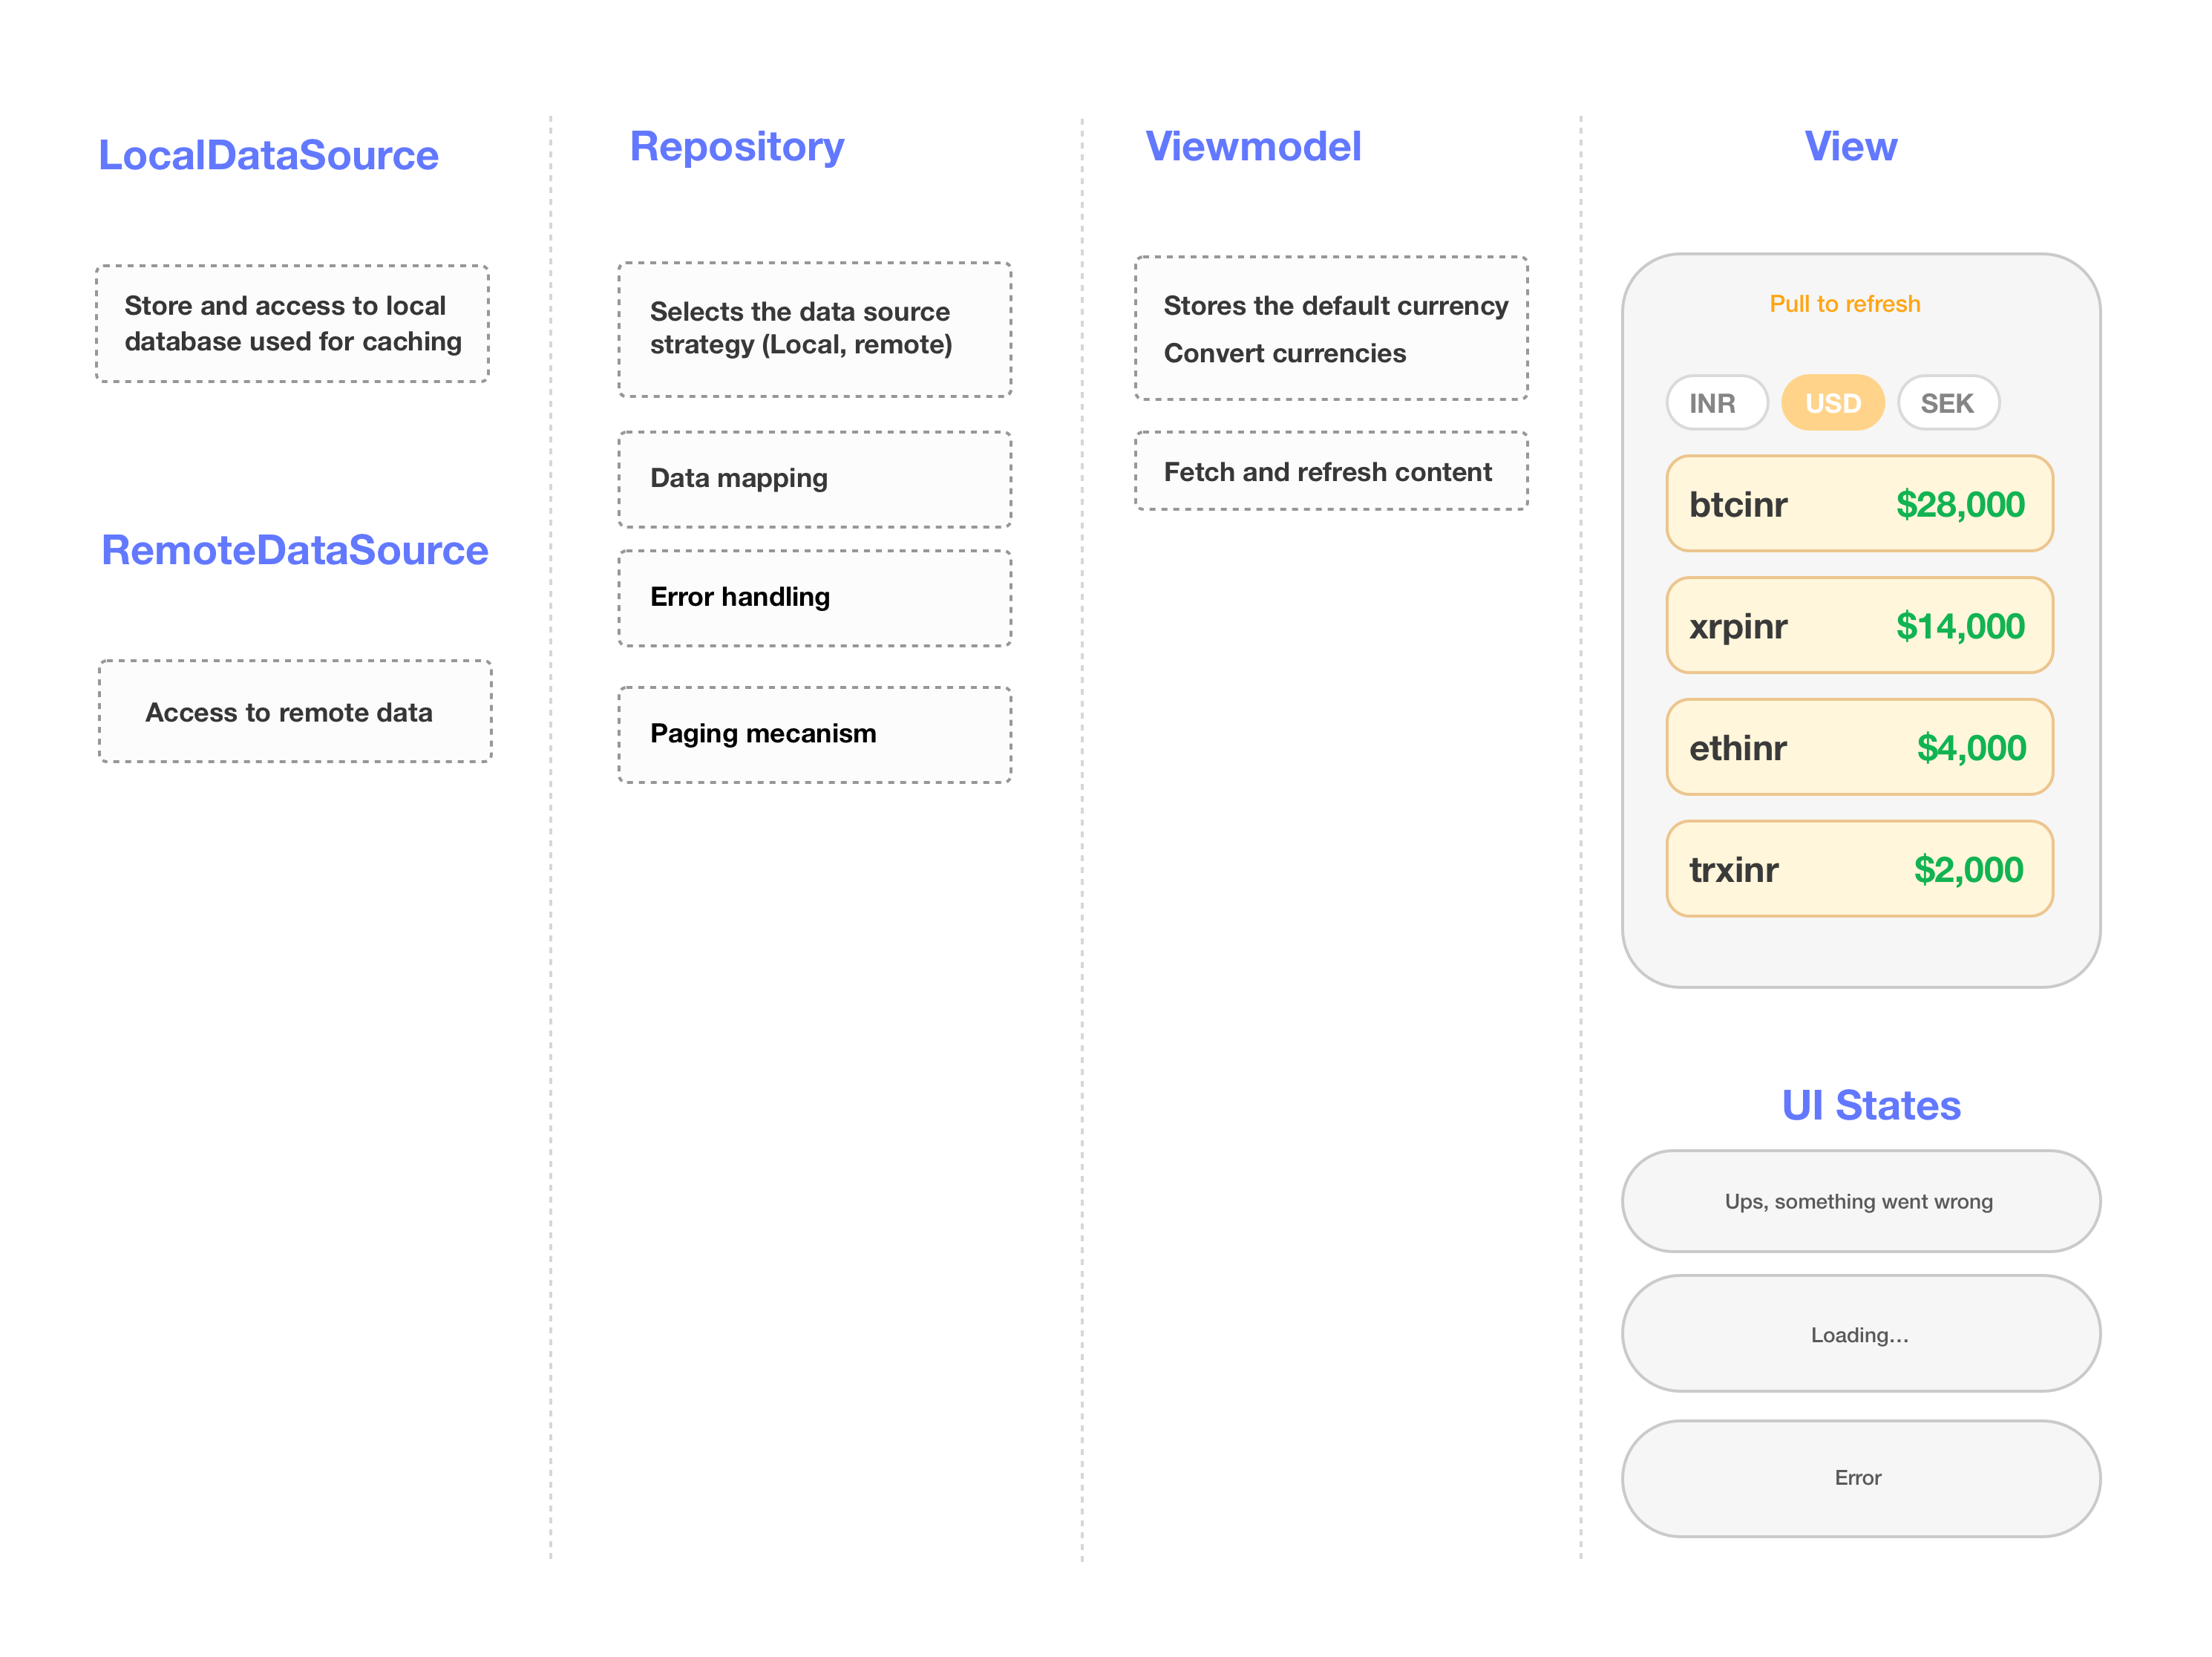 LocalDataSource
Store and access to local
database used for caching
RemoteDataSource
Access to remote data
Repository
Selects the data source
strategy (Local, remote)
Data mapping
Error handling
Paging mecanism
Viewmodel
Stores the default currency
Convert currencies
Fetch and refresh content
View
Pull to refresh
INR USD SEK
btcinr $28,000
xrpinr $14,000
ethinr $4,000
trxinr $2,000
UI States
Ups, something went wrong
Loading...
Error